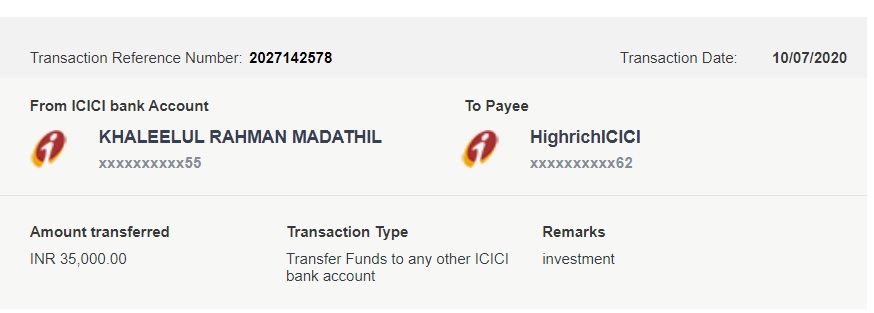 Transaction Reference Number: 2027142578
Transaction Date: 10/07/2020
From ICICI bank Account
To Payee
KHALEELUL RAHMAN MADATHIL
xxxxxxxxxx55
HighrichICICI
xxxxxxxxxx62
Amount transferred
INR 35,000.00
Transaction Type
Transfer Funds to any other ICICI
bank account
Remarks
investment